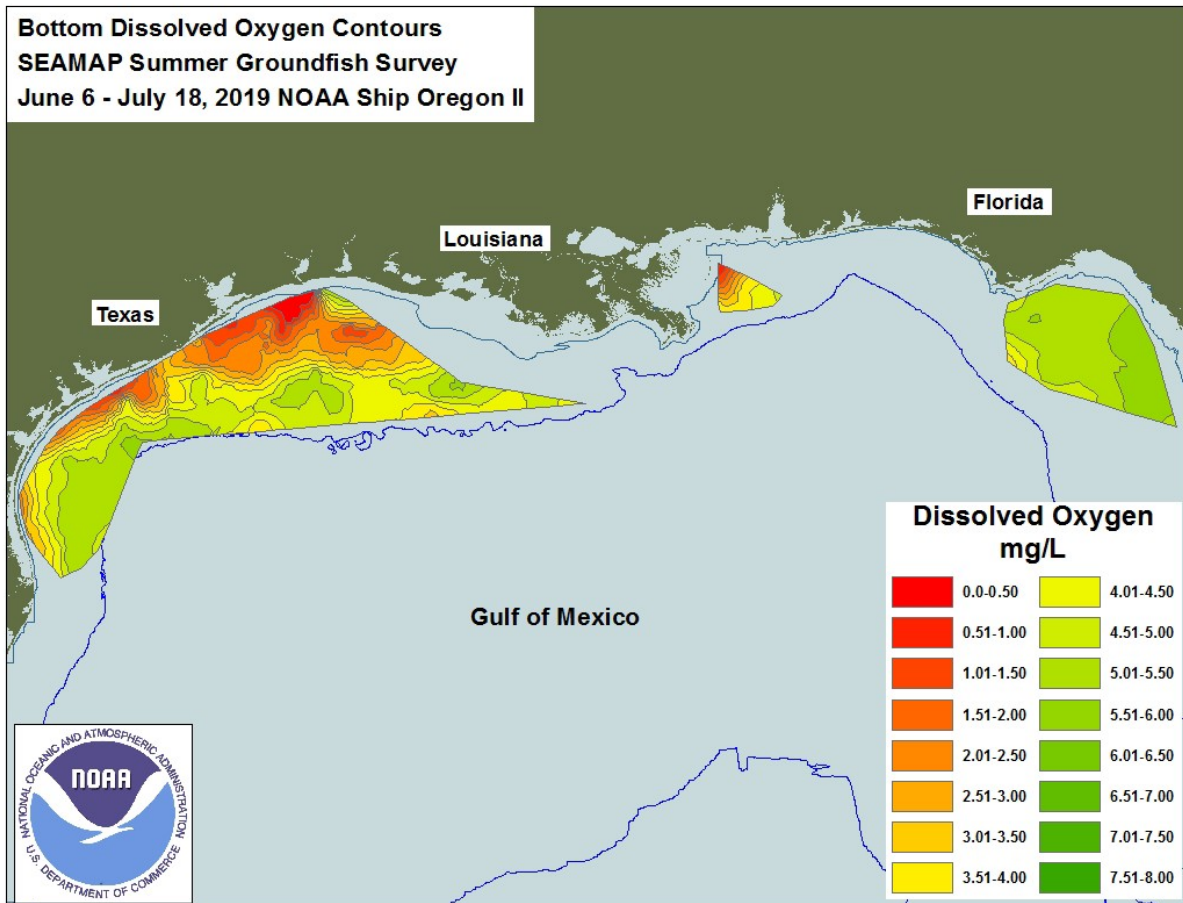 Bottom Dissolved Oxygen Contours
SEAMAP Summer Groundfish Survey
June 6 - July 18, 2019 NOAA Ship Oregon II
Florida
Louisiana
Texas
Gulf of Mexico
Dissolved Oxygen
mg/L
0.0-0.50
0.51-1.00
1.01-1.50
1.51-2.00
2.01-2.50
2.51-3.00
3.01-3.50
3.51-4.00
4.01-4.50
4.51-5.00
5.01-5.50
5.51-6.00
6.01-6.50
6.51-7.00
7.01-7.50
7.51-8.00
NATIONAL OCEANIC AND ATMOSPHERIC ADMINISTRATION
NOAA
U.S. DEPARTMENT OF COMMERCE